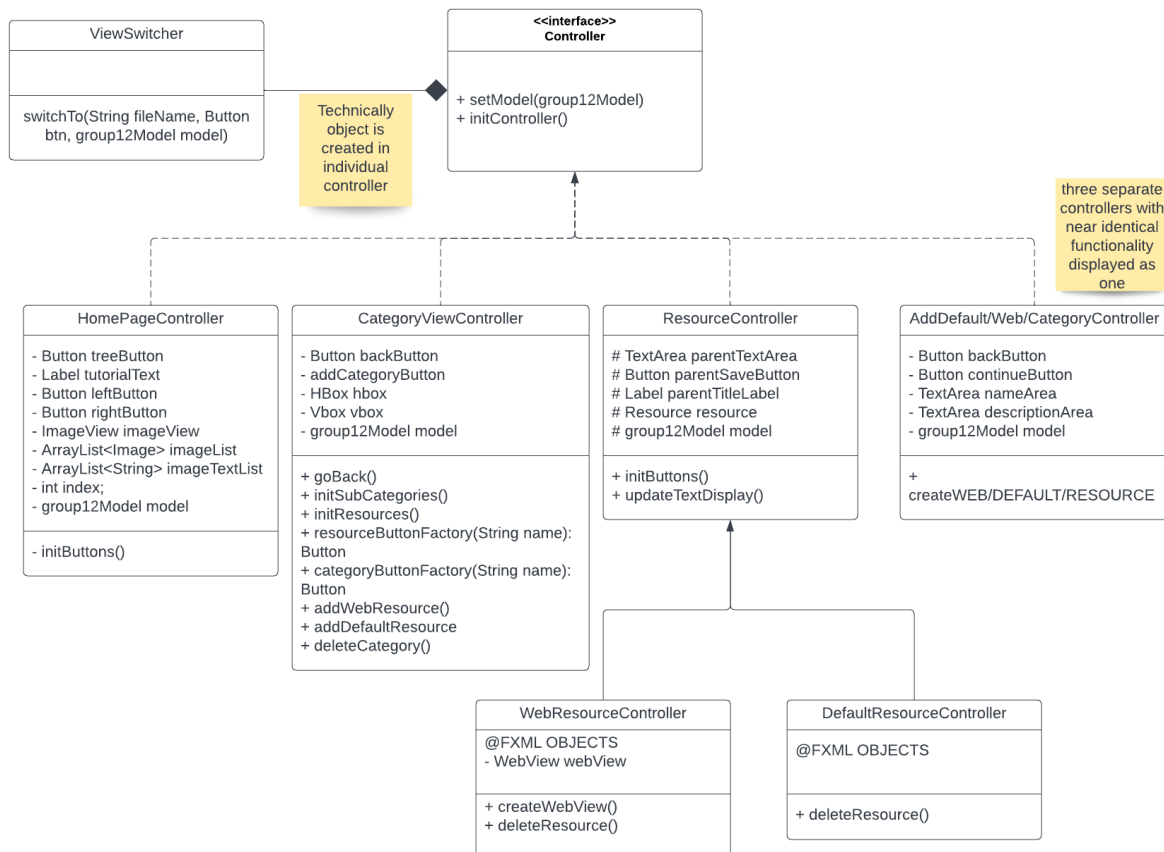 ViewSwitcher
switchTo(String fileName, Button
btn, group12Model model)
Technically
object is
created in
individual
controller
<<interface>>
Controller
+ setModel(group12Model)
+ initController()
three separate
controllers with
near identical
functionality
displayed as
one
HomePageController
- Button treeButton
- Label tutorialText
- Button leftButton
- Button rightButton
- ImageView imageView
- ArrayList<Image> imageList
- ArrayList<String> imageTextList
- int index;
- group12Model model
- initButtons()
CategoryViewController
- Button backButton
- addCategoryButton
- HBox hbox
- Vbox vbox
- group12Model model
+ goBack()
+ initSubCategories()
+ initResources()
+ resourceButtonFactory(String name):
Button
+ categoryButtonFactory(String name):
Button
+ addWebResource()
+ addDefaultResource
+ deleteCategory()
ResourceController
# TextArea parentTextArea
# Button parentSaveButton
# Label parentTitleLabel
# Resource resource
# group12Model model
+ initButtons()
+ updateTextDisplay()
AddDefault/Web/CategoryController
- Button backButton
- Button continueButton
- TextArea nameArea
- TextArea descriptionArea
- group12Model model
+
createWEB/DEFAULT/RESOURCE
WebResourceController
@FXML OBJECTS
- WebView webView
+ createWebView()
+ deleteResource()
DefaultResourceController
@FXML OBJECTS
+ deleteResource()